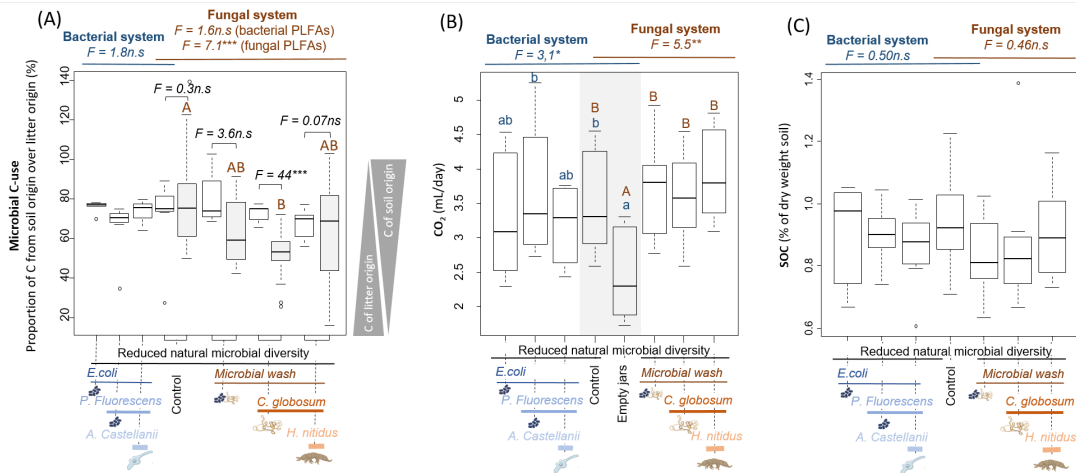 (A)
Fungal system
F = 1.6n.s (bacterial PLFAs)
F = 7.1*** (fungal PLFAs)
Bacterial system
F = 1.8n.s
Microbial C-use
Proportion of C from soil origin over litter origin (%)
140
120
100
80
60
40
20
F = 0.3n.s
A
F = 3.6n.s
AB
F = 44***
B
F = 0.07ns
AB
C of litter origin
C of soil origin
Reduced natural microbial diversity
E.coli
P. Fluorescens
A. Castellanii
Control
Microbial wash
C. globosum
H. nitidus
(B)
Fungal system
F = 5.5**
Bacterial system
F = 3,1*
CO2 (mL/day)
5
4.5
4
3.5
3
2.5
2
ab
b
ab
B
b
A
a
B
B
B
Reduced natural microbial diversity
E.coli
P. Fluorescens
A. Castellanii
Control
Empty jars
Microbial wash
C. globosum
H. nitidus
(C)
Fungal system
F = 0.46n.s
Bacterial system
F = 0.50n.s
SOC (% of dry weight soil)
1.4
1.2
1.0
0.8
0.6
Reduced natural microbial diversity
E.coli
P. Fluorescens
A. Castellanii
Control
Microbial wash
C. globosum
H. nitidus